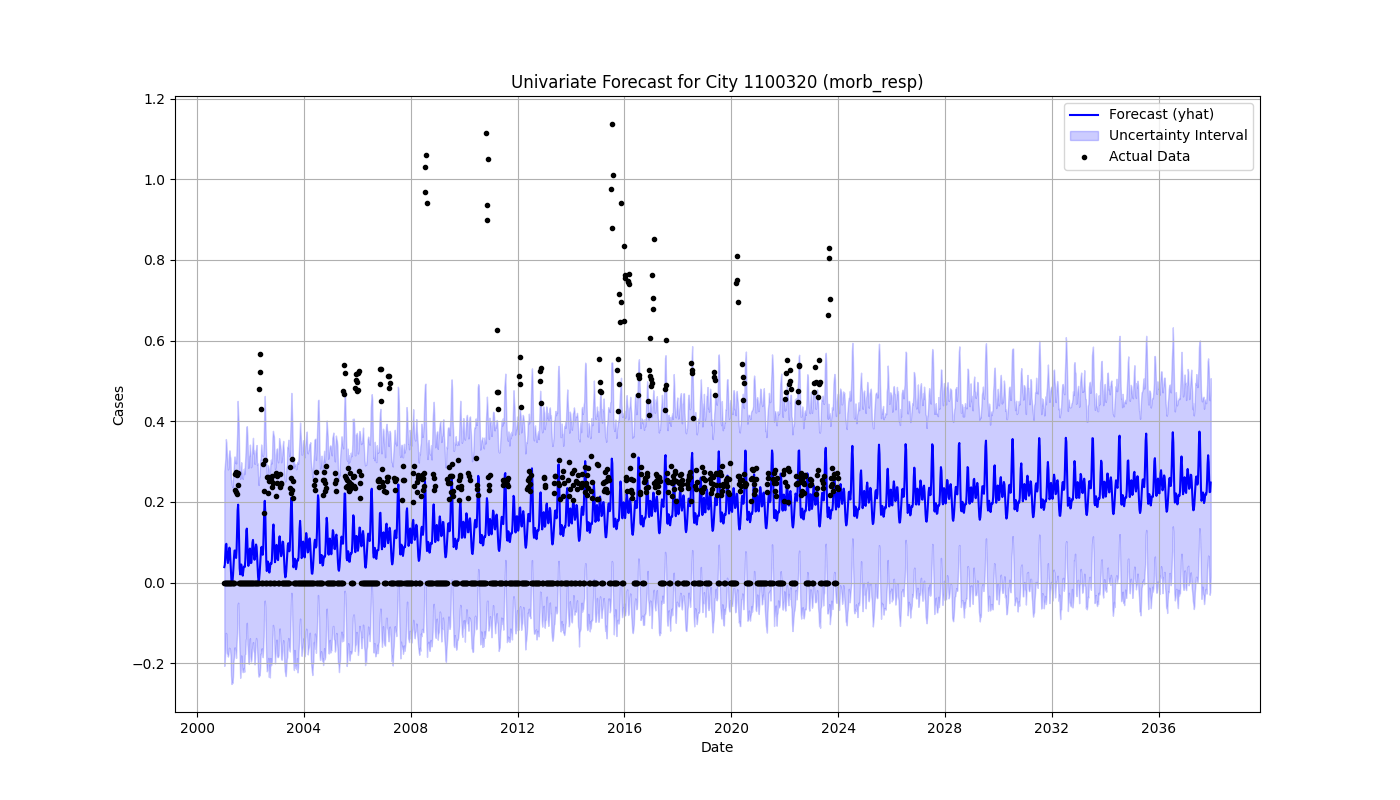 Univariate Forecast for City 1100320 (morb_resp)
Forecast (yhat)
Uncertainty Interval
Actual Data
Cases
1.2
1.0
0.8
0.6
0.4
0.2
0.0
−0.2
2000 2004 2008 2012 2016 2020 2024 2028 2032 2036
Date